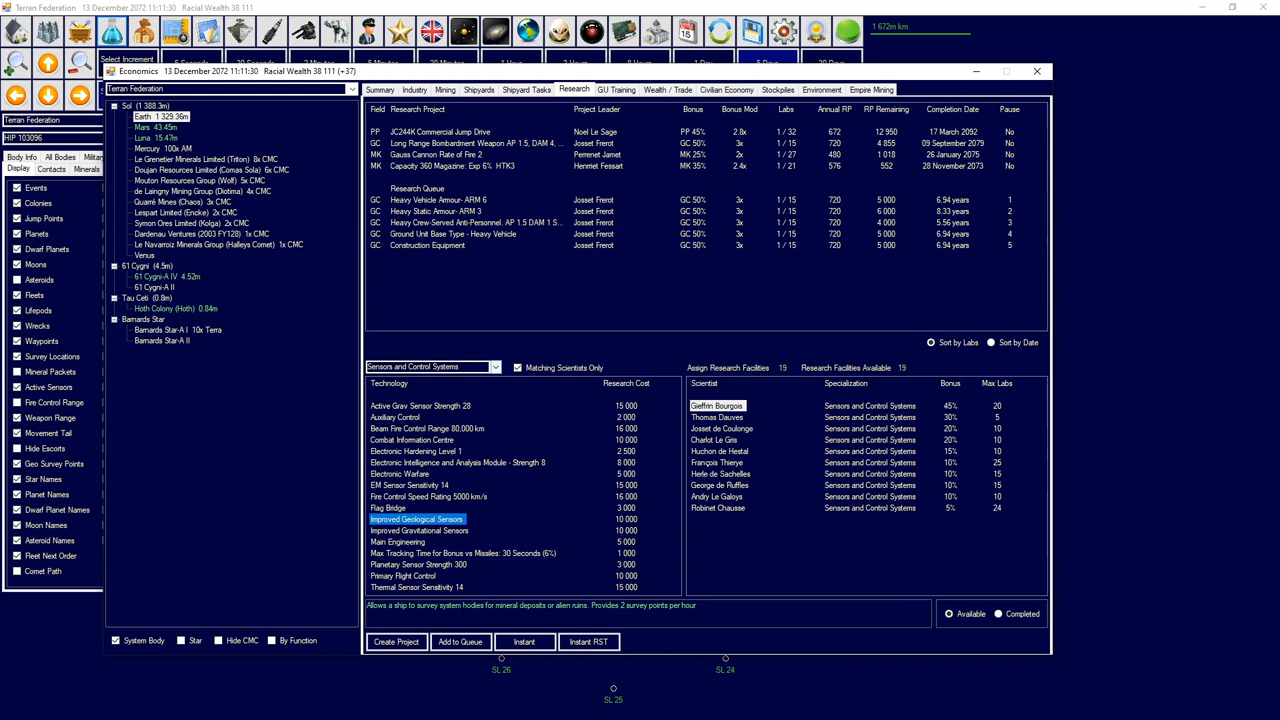 Terran Federation   13 December 2072 11:11:30   Racial Wealth 38 111
1 672m km
Select Increment
Economics   13 December 2072 11:11:30   Racial Wealth 38 111 (+37)
Terran Federation
HIP 103096
Body Info   All Bodies   Militar
Display   Contacts   Minerals
Events
Colonies
Jump Points
Planets
Dwarf Planets
Moons
Asteroids
Fleets
Lifepods
Wrecks
Waypoints
Survey Locations
Mineral Packets
Active Sensors
Fire Control Range
Weapon Range
Movement Tail
Hide Escorts
Geo Survey Points
Star Names
Planet Names
Dwarf Planet Names
Moon Names
Asteroid Names
Fleet Next Order
Comet Path
Terran Federation
Sol (1 388.3m)
Earth  1 329.36m
Mars  43.45m
Luna  15.47m
Mercury  100x AM
Le Grenetier Minerals Limited (Triton)  8x CMC
Doujan Resources Limited (Comas Sola)  6x CMC
Mouton Resources Group (Wolf)  5x CMC
de Laingny Mining Group (Diotima)  4x CMC
Quarré Mines (Chaos)  3x CMC
Lespart Limited (Encke)  2x CMC
Symon Ores Limited (Kolga)  2x CMC
Dardenau Ventures (2003 FY128)  1x CMC
Le Navarroiz Minerals Group (Halleys Comet)  1x CMC
Venus
61 Cygni (4.5m)
61 Cygni-A IV  4.52m
61 Cygni-A II
Tau Ceti (0.8m)
Hoth Colony (Hoth)  0.84m
Barnards Star
Barnards Star-A I  10x Terra
Barnards Star-A II
System Body   Star   Hide CMC   By Function
Summary   Industry   Mining   Shipyards   Shipyard Tasks   Research   GU Training   Wealth / Trade   Civilian Economy   Stockpiles   Environment   Empire Mining
Field   Research Project   Project Leader   Bonus   Bonus Mod   Labs   Annual RP   RP Remaining   Completion Date   Pause
PP   JC244K Commercial Jump Drive   Noel Le Sage   PP 45%   2.8x   1 / 32   672   12 950   17 March 2092   No
GC   Long Range Bombardment Weapon  AP 1.5  DAM 4, ...   Josset Frerot   GC 50%   3x   1 / 15   720   4 855   09 September 2079   No
MK   Gauss Cannon Rate of Fire 2   Perrenet Jamet   MK 25%   2x   1 / 27   480   1 018   26 January 2075   No
MK   Capacity 360 Magazine: Exp 6%  HTK3   Henriet Fessart   MK 35%   2.4x   1 / 21   576   552   28 November 2073   No
Research Queue
GC   Heavy Vehicle Armour- ARM 6   Josset Frerot   GC 50%   3x   1 / 15   720   5 000   6.94 years   1
GC   Heavy Static Armour- ARM 3   Josset Frerot   GC 50%   3x   1 / 15   720   6 000   8.33 years   2
GC   Heavy Crew-Served Anti-Personnel.  AP 1.5  DAM 1  S...   Josset Frerot   GC 50%   3x   1 / 15   720   4 000   5.56 years   3
GC   Ground Unit Base Type - Heavy Vehicle   Josset Frerot   GC 50%   3x   1 / 15   720   5 000   6.94 years   4
GC   Construction Equipment   Josset Frerot   GC 50%   3x   1 / 15   720   5 000   6.94 years   5
Sort by Labs   Sort by Date
Sensors and Control Systems   Matching Scientists Only   Assign Research Facilities   19   Research Facilities Available   19
Technology   Research Cost
Active Grav Sensor Strength 28   15 000
Auxiliary Control   2 000
Beam Fire Control Range 80,000 km   16 000
Combat Information Centre   10 000
Electronic Hardening Level 1   2 500
Electronic Intelligence and Analysis Module - Strength 8   8 000
Electronic Warfare   5 000
EM Sensor Sensitivity 14   15 000
Fire Control Speed Rating 5000 km/s   16 000
Flag Bridge   3 000
Improved Geological Sensors   10 000
Improved Gravitational Sensors   10 000
Main Engineering   5 000
Max Tracking Time for Bonus vs Missiles: 30 Seconds (6%)   1 000
Planetary Sensor Strength 300   3 000
Primary Flight Control   10 000
Thermal Sensor Sensitivity 14   15 000
Scientist   Specialization   Bonus   Max Labs
Gieffrin Bourgois   Sensors and Control Systems   45%   20
Thomas Dauves   Sensors and Control Systems   30%   5
Josset de Coulonge   Sensors and Control Systems   20%   10
Charlot Le Gris   Sensors and Control Systems   20%   10
Huchon de Hestal   Sensors and Control Systems   15%   10
François Thierye   Sensors and Control Systems   10%   25
Herle de Sachelles   Sensors and Control Systems   10%   15
George de Ruffles   Sensors and Control Systems   10%   15
Andry Le Galoys   Sensors and Control Systems   10%   10
Robinet Chausse   Sensors and Control Systems   5%   24
Allows a ship to survey system bodies for mineral deposits or alien ruins. Provides 2 survey points per hour
Available   Completed
Create Project   Add to Queue   Instant   Instant RST
SL 26
SL 24
SL 25